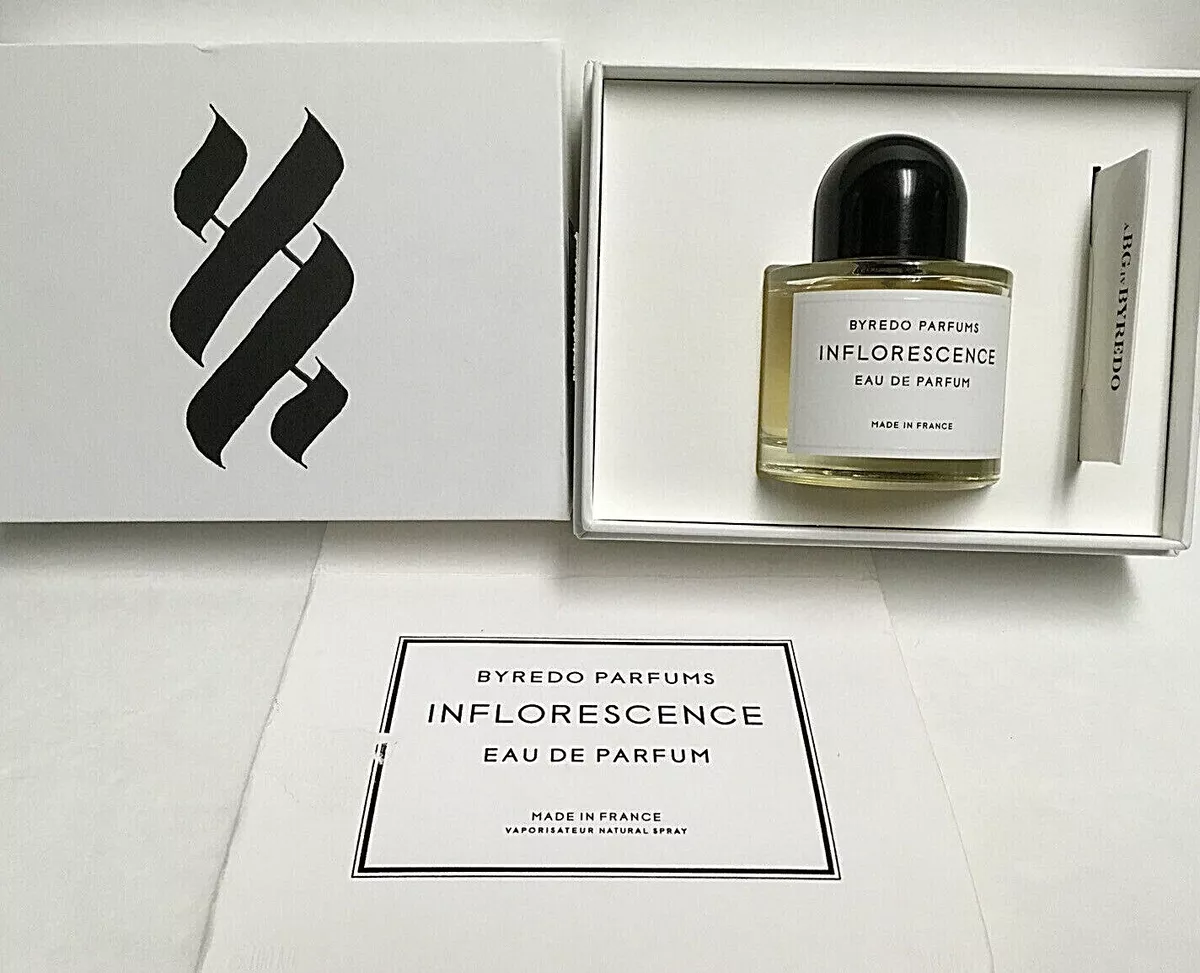 BYREDO PARFUMS
INFLORESCENCE
EAU DE PARFUM
MADE IN FRANCE
BYREDO
BYREDO PARFUMS
INFLORESCENCE
EAU DE PARFUM
MADE IN FRANCE
VAPORISATEUR NATURAL SPRAY